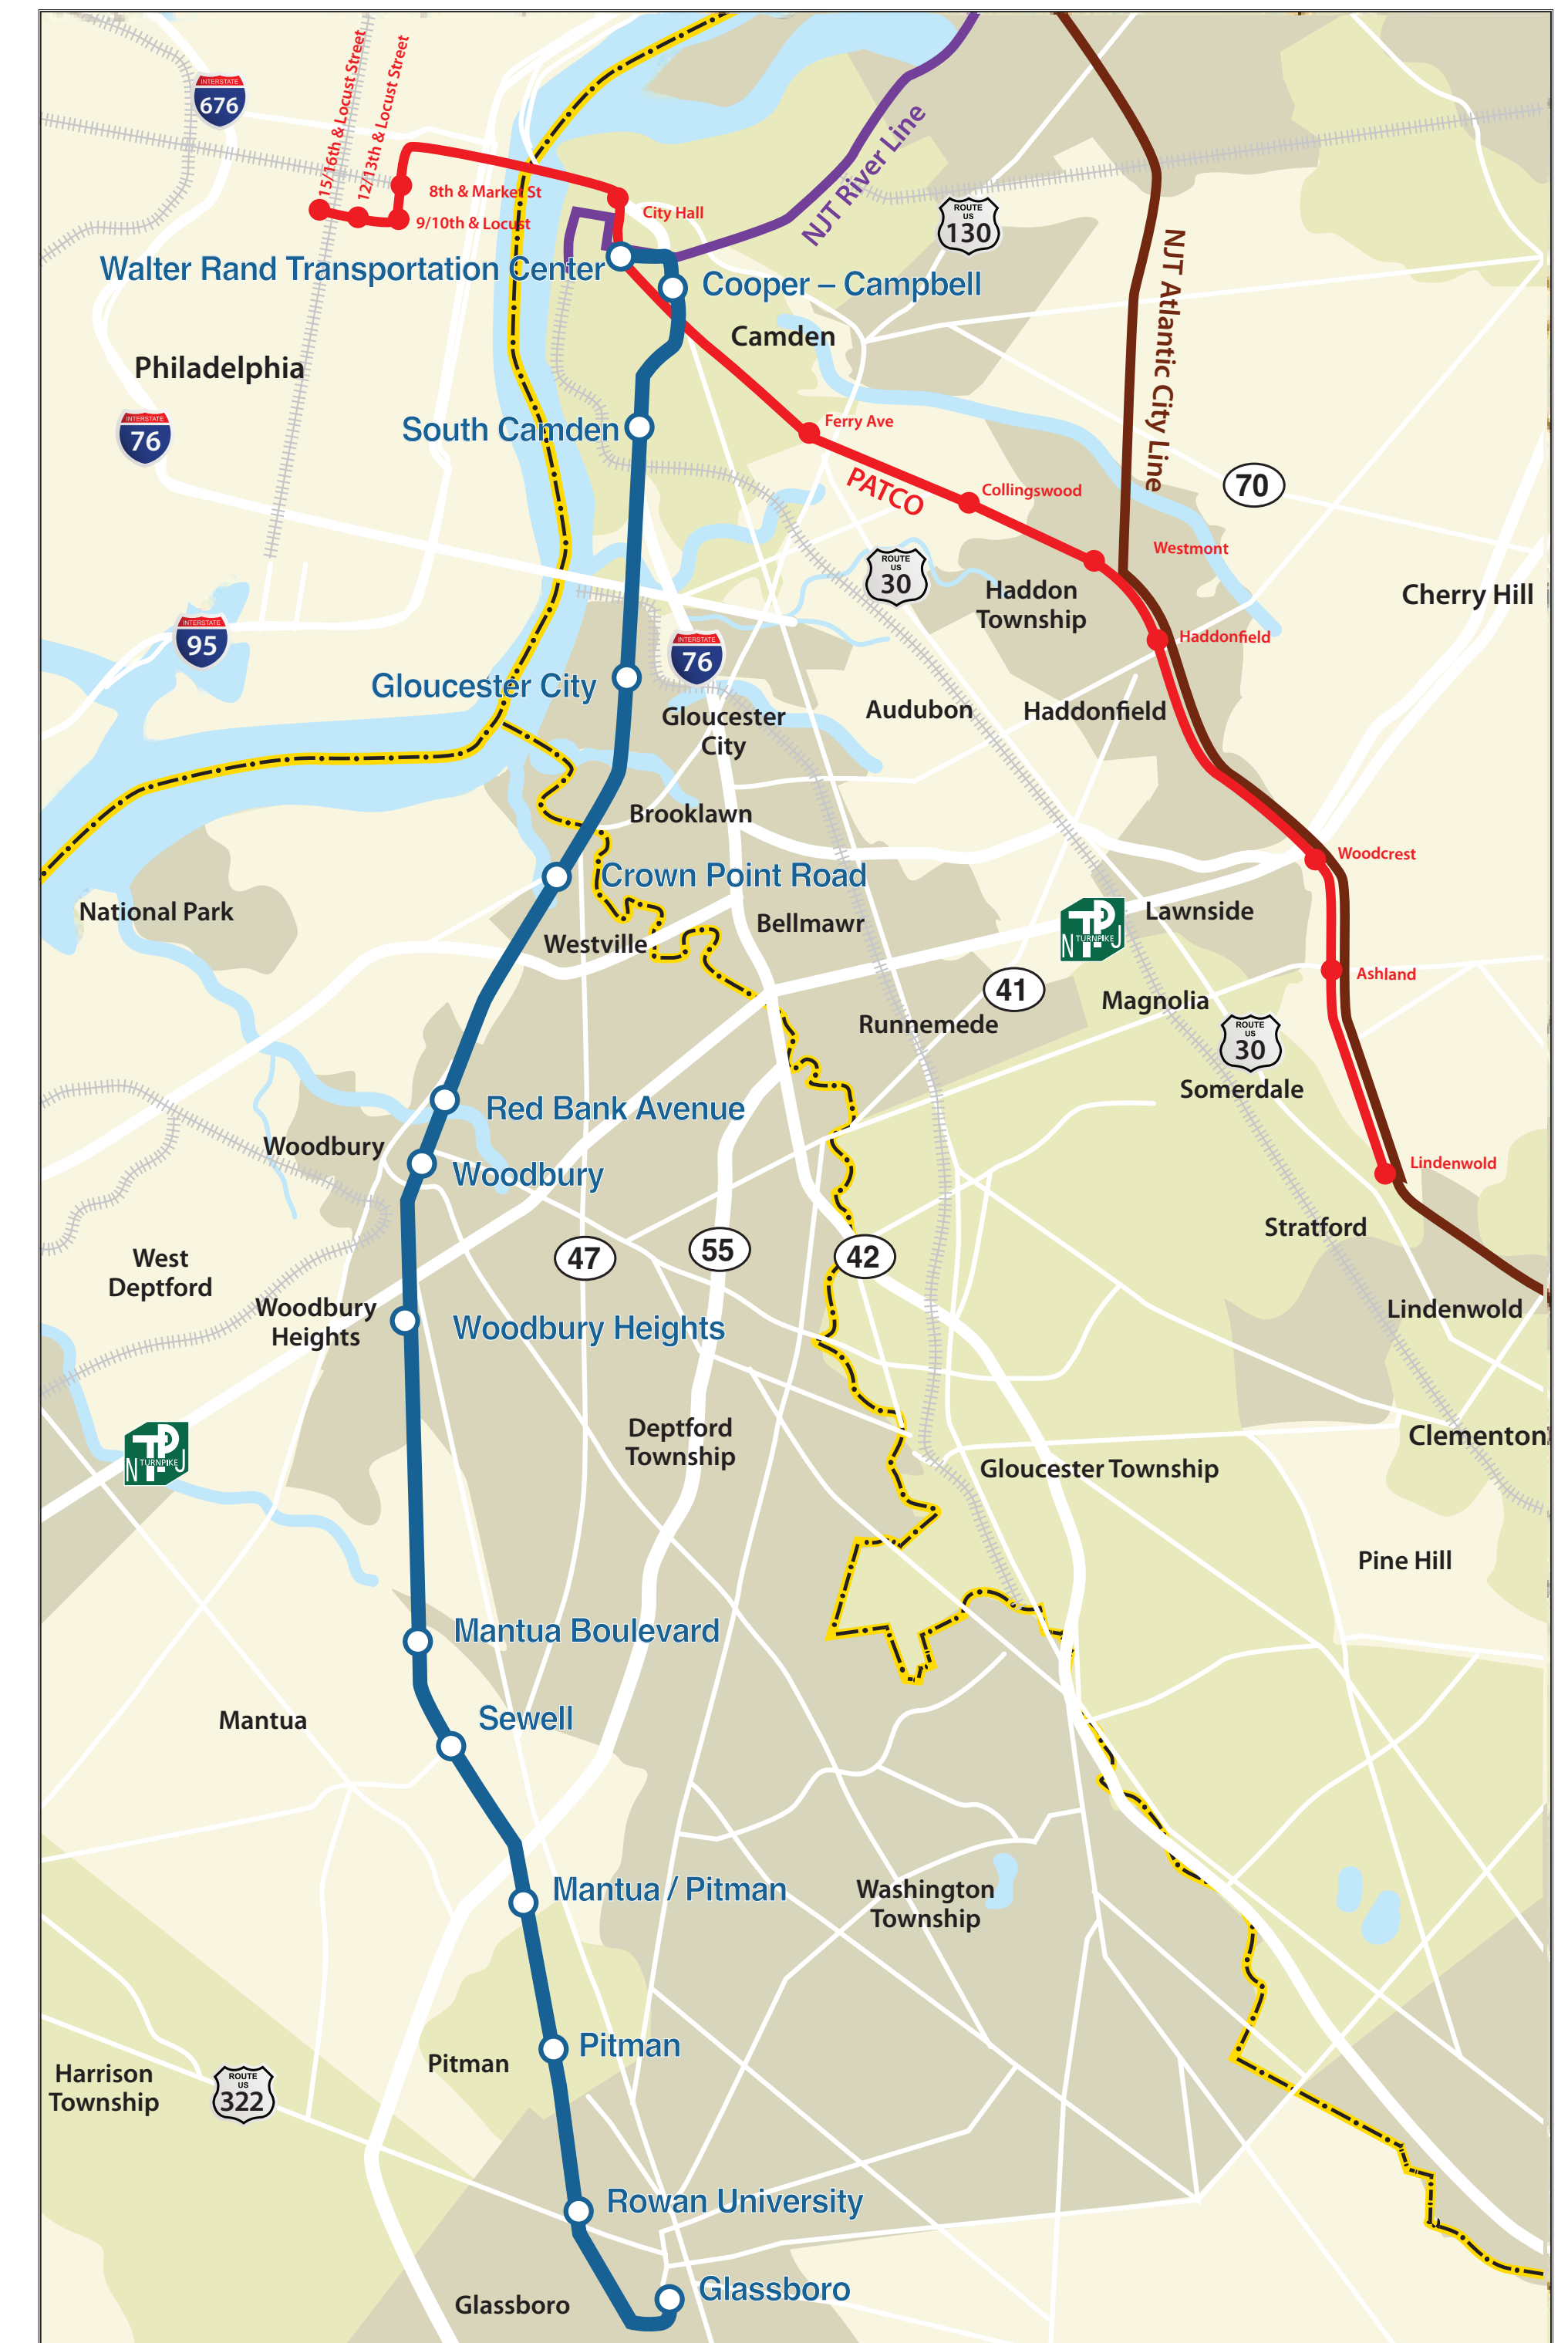 INTERSTATE
676
15/16th & Locust Street
12/13th & Locust Street
8th & Market St
9/10th & Locust
City Hall
NJT River Line
ROUTE
US
130
NJT Atlantic City Line
Walter Rand Transportation Center
Cooper – Campbell
Camden
Philadelphia
INTERSTATE
76
South Camden
Ferry Ave
PATCO
Collingswood
70
Westmont
ROUTE
US
30
Haddon
Township
Cherry Hill
INTERSTATE
95
INTERSTATE
76
Haddonfield
Gloucester City
Gloucester
City
Audubon
Haddonfield
Brooklawn
Woodcrest
Crown Point Road
National Park
Bellmawr
Westville
N TURNPIKE J
TP
Lawnside
Ashland
41
Magnolia
Runnemede
ROUTE
US
30
Somerdale
Red Bank Avenue
Woodbury
Woodbury
Lindenwold
Stratford
47
55
42
West
Deptford
Woodbury
Heights
Woodbury Heights
Lindenwold
Deptford
Township
Clementon
N TURNPIKE J
TP
Gloucester Township
Pine Hill
Mantua Boulevard
Mantua
Sewell
Mantua / Pitman
Washington
Township
Pitman
Pitman
Harrison
Township
ROUTE
US
322
Rowan University
Glassboro
Glassboro